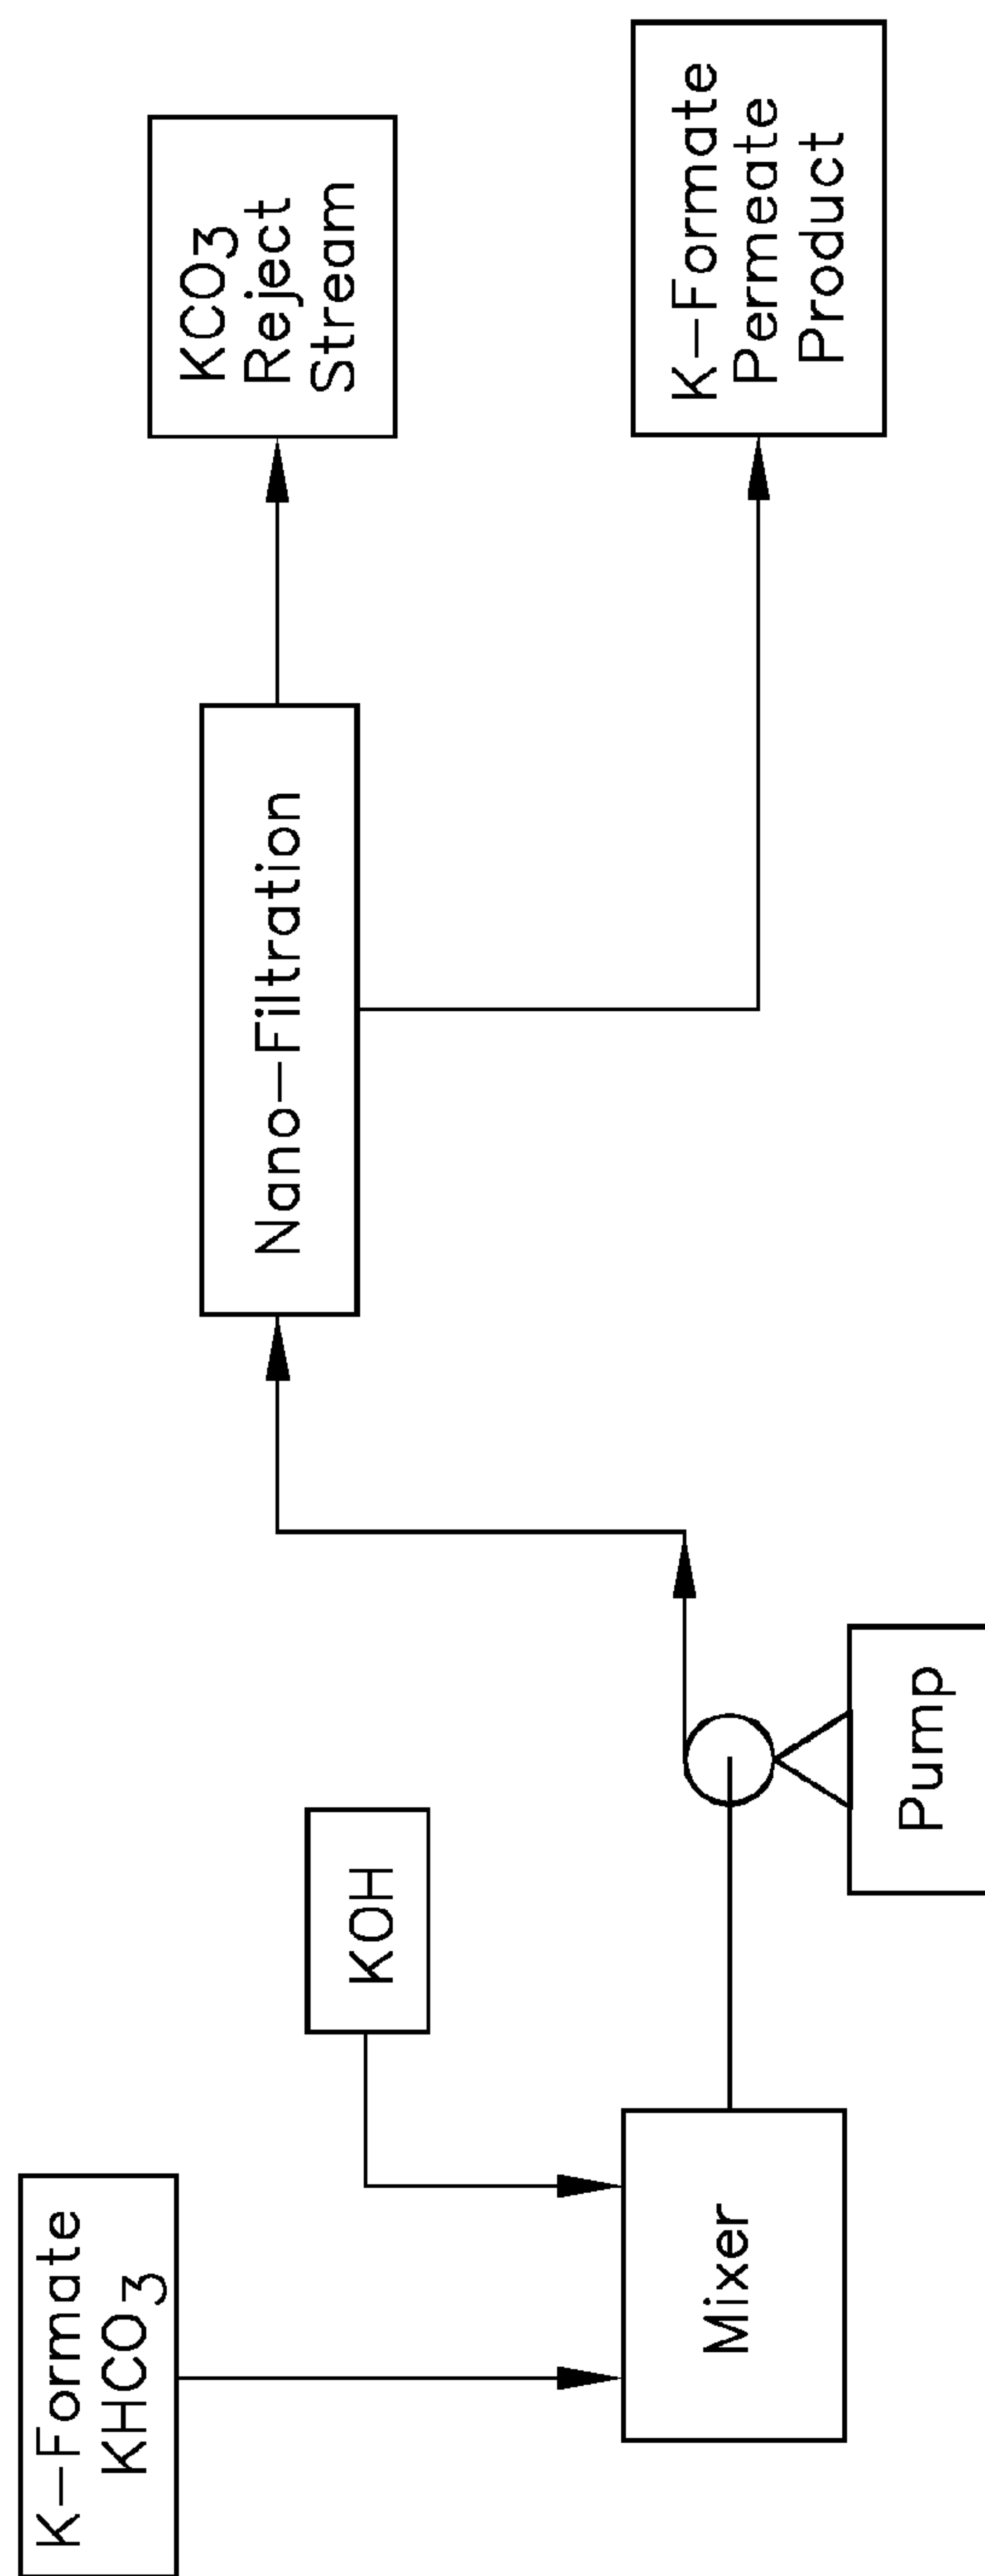 K-Formate
KHCO₃
KOH
Mixer
Pump
Nano-Filtration
KCO₃
Reject
Stream
K-Formate
Permeate
Product